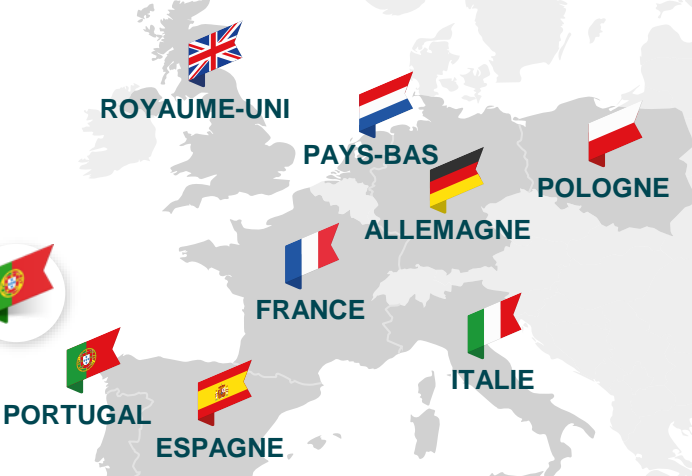 ROYAUME-UNI
PAYS-BAS
POLOGNE
ALLEMAGNE
FRANCE
ITALIE
PORTUGAL
ESPAGNE